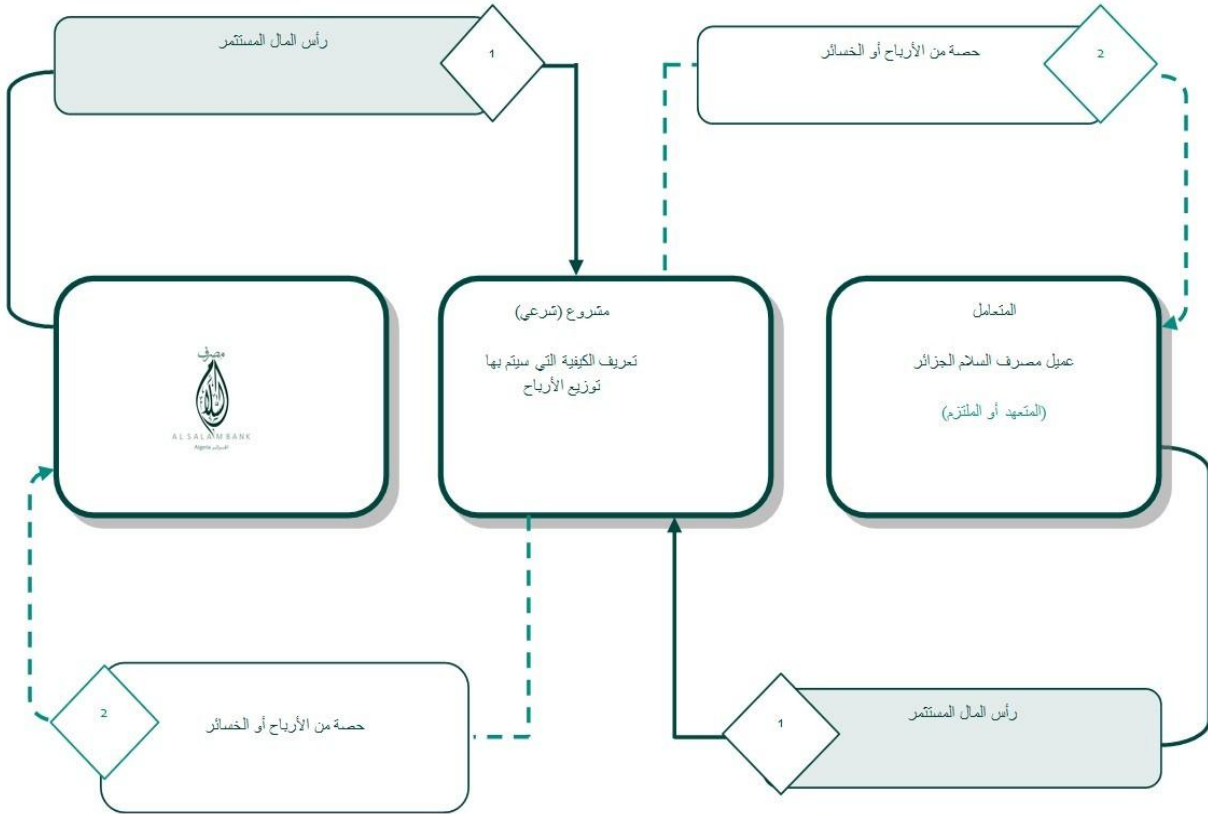 رأس المال المستثمر
1
حصة من الأرباح أو الخسائر
2
مصرف
السلام
AL SALAM BANK
Algeria الجزائر
مشروع (شرعي)
تعريف الكيفية التي سيتم بها
توزيع الأرباح
المتعامل
عميل مصرف السلام الجزائر
(المتعهد أو الملتزم)
2
حصة من الأرباح أو الخسائر
1
رأس المال المستثمر